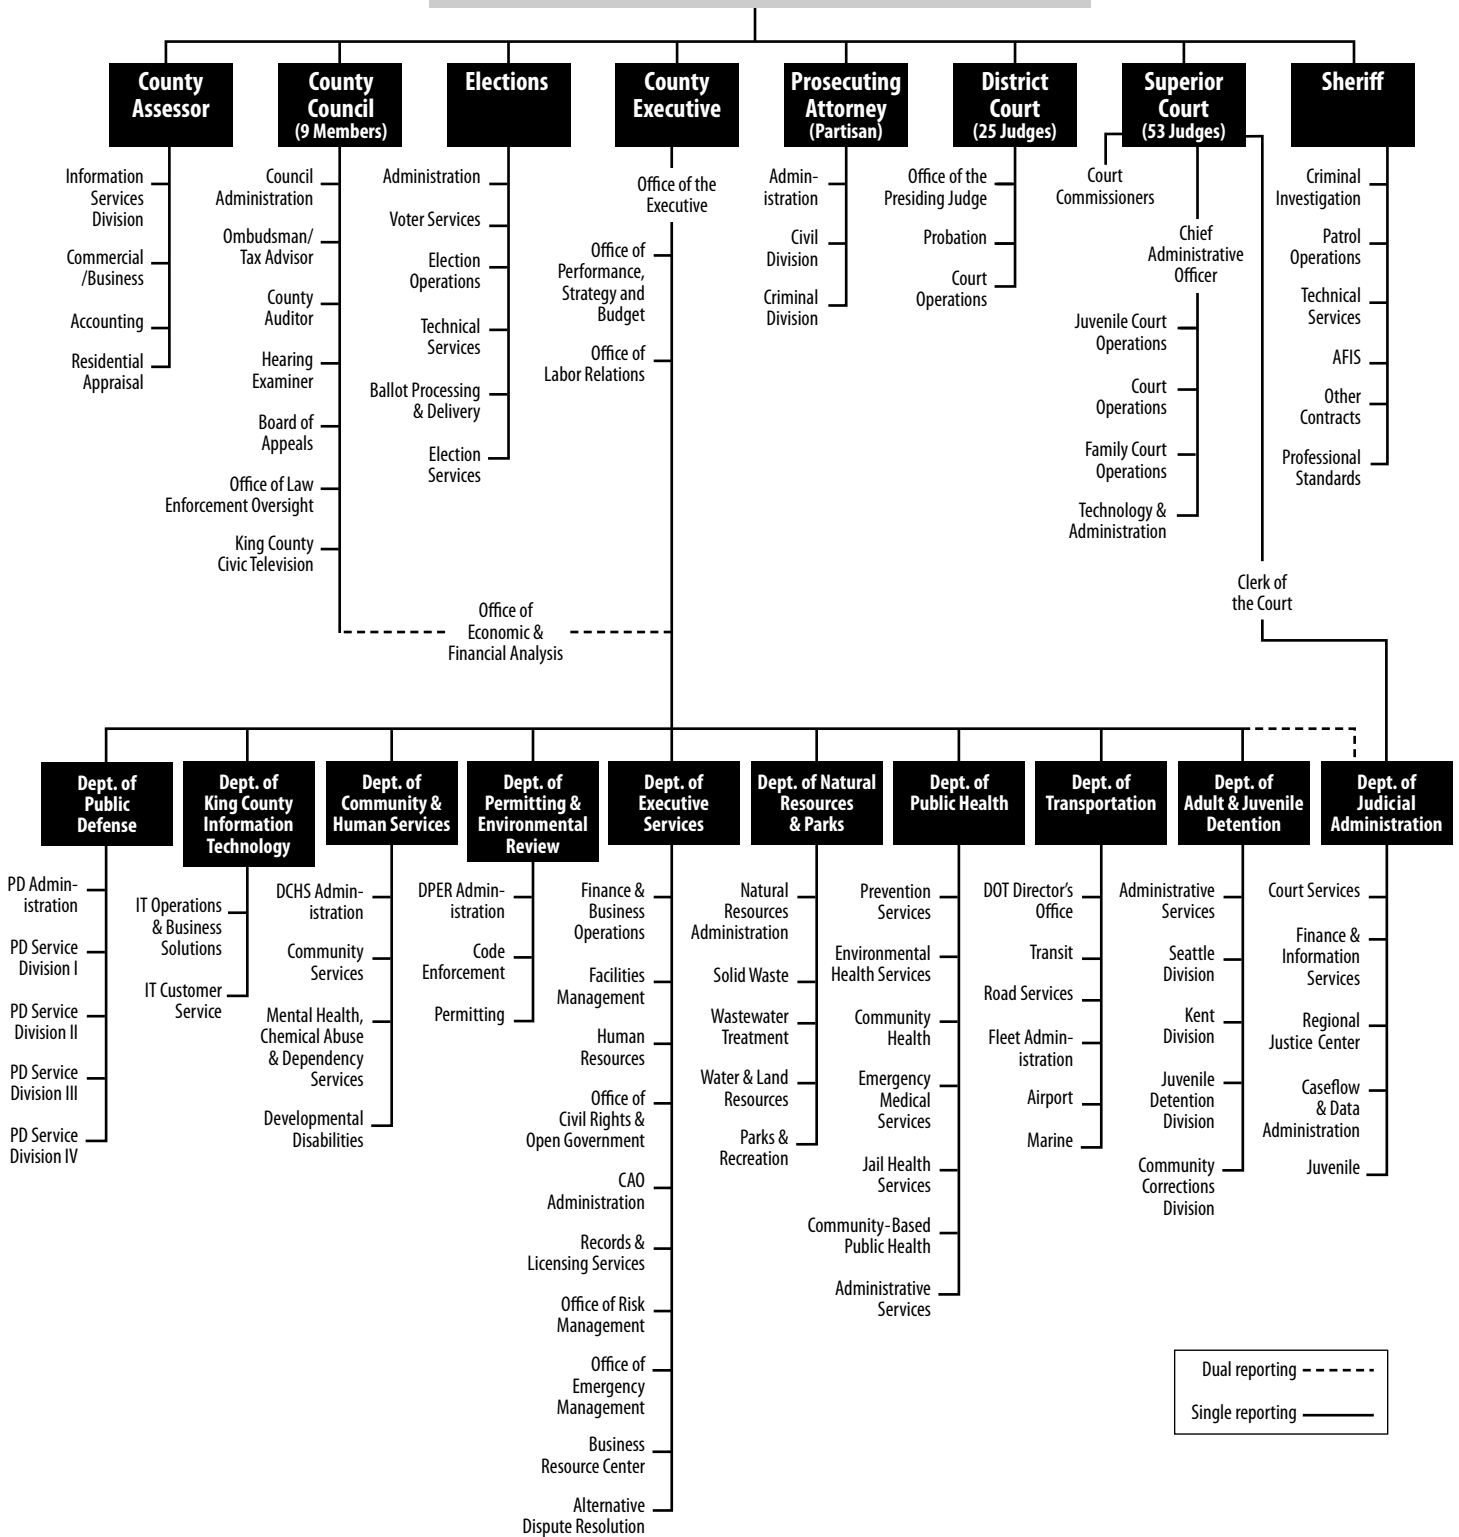 County
Assessor
County
Council
(9 Members)
Elections
County
Executive
Prosecuting
Attorney
(Partisan)
District
Court
(25 Judges)
Superior
Court
(53 Judges)
Sheriff
Information
Services
Division
Commercial
/Business
Accounting
Residential
Appraisal
Council
Administration
Ombudsman/
Tax Advisor
County
Auditor
Hearing
Examiner
Board of
Appeals
Office of Law
Enforcement Oversight
King County
Civic Television
Administration
Voter Services
Election
Operations
Technical
Services
Ballot Processing
& Delivery
Election
Services
Office of the
Executive
Office of
Performance,
Strategy and
Budget
Office of
Labor Relations
Admin-
istration
Civil
Division
Criminal
Division
Office of the
Presiding Judge
Probation
Court
Operations
Court
Commissioners
Chief
Administrative
Officer
Juvenile Court
Operations
Court
Operations
Family Court
Operations
Technology &
Administration
Criminal
Investigation
Patrol
Operations
Technical
Services
AFIS
Other
Contracts
Professional
Standards
Clerk of
the Court
Office of
Economic &
Financial Analysis
Dept. of
Public
Defense
Dept. of
King County
Information
Technology
Dept. of
Community &
Human Services
Dept. of
Permitting &
Environmental
Review
Dept. of
Executive
Services
Dept. of Natural
Resources
& Parks
Dept. of
Public Health
Dept. of
Transportation
Dept. of
Adult & Juvenile
Detention
Dept. of
Judicial
Administration
PD Admin-
istration
PD Service
Division I
PD Service
Division II
PD Service
Division III
PD Service
Division IV
IT Operations
& Business
Solutions
IT Customer
Service
DCHS Admin-
istration
Community
Services
Mental Health,
Chemical Abuse
& Dependency
Services
Developmental
Disabilities
DPER Admin-
istration
Code
Enforcement
Permitting
Finance &
Business
Operations
Facilities
Management
Human
Resources
Office of
Civil Rights &
Open Government
CAO
Administration
Records &
Licensing Services
Office of Risk
Management
Office of
Emergency
Management
Business
Resource Center
Alternative
Dispute Resolution
Natural
Resources
Administration
Solid Waste
Wastewater
Treatment
Water & Land
Resources
Parks &
Recreation
Prevention
Services
Environmental
Health Services
Community
Health
Emergency
Medical
Services
Jail Health
Services
Community-Based
Public Health
Administrative
Services
DOT Director's
Office
Transit
Road Services
Fleet Admin-
istration
Airport
Marine
Administrative
Services
Seattle
Division
Kent
Division
Juvenile
Detention
Division
Community
Corrections
Division
Court Services
Finance &
Information
Services
Regional
Justice Center
Caseflow
& Data
Administration
Juvenile
Dual reporting
Single reporting